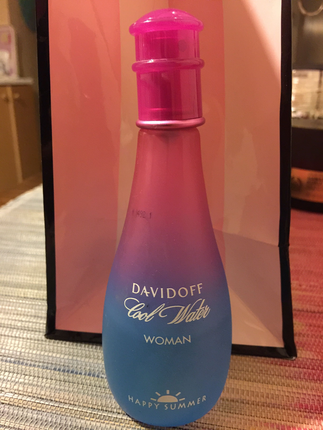 DAVIDOFF
Cool Water
WOMAN
HAPPY SUMMER